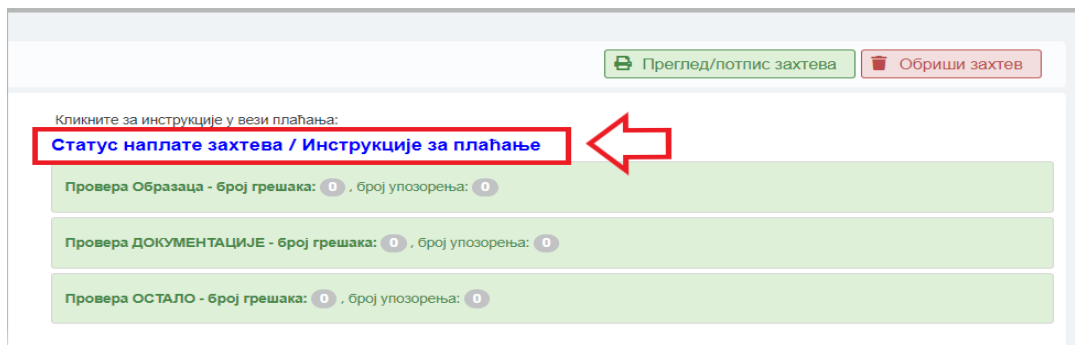 Преглед/потпис захтева Обриши захтев
Кликните за инструкције у вези плаћања:
Статус наплате захтева / Инструкције за плаћање
Провера Образаца - број грешака: 0 , број упозорења: 0
Провера ДОКУМЕНТАЦИЈЕ - број грешака: 0 , број упозорења: 0
Провера ОСТАЛО - број грешака: 0 , број упозорења: 0